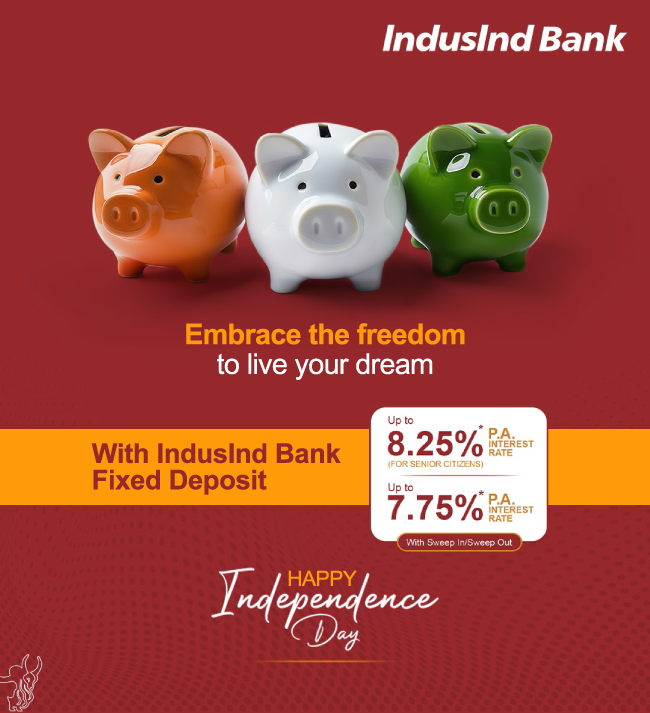 IndusInd Bank
Embrace the freedom
to live your dream
With IndusInd Bank
Fixed Deposit
Up to
8.25%* P.A.
INTEREST
RATE
(FOR SENIOR CITIZENS)
Up to
7.75%* P.A.
INTEREST
RATE
With Sweep In/Sweep Out
HAPPY
Independence
Day